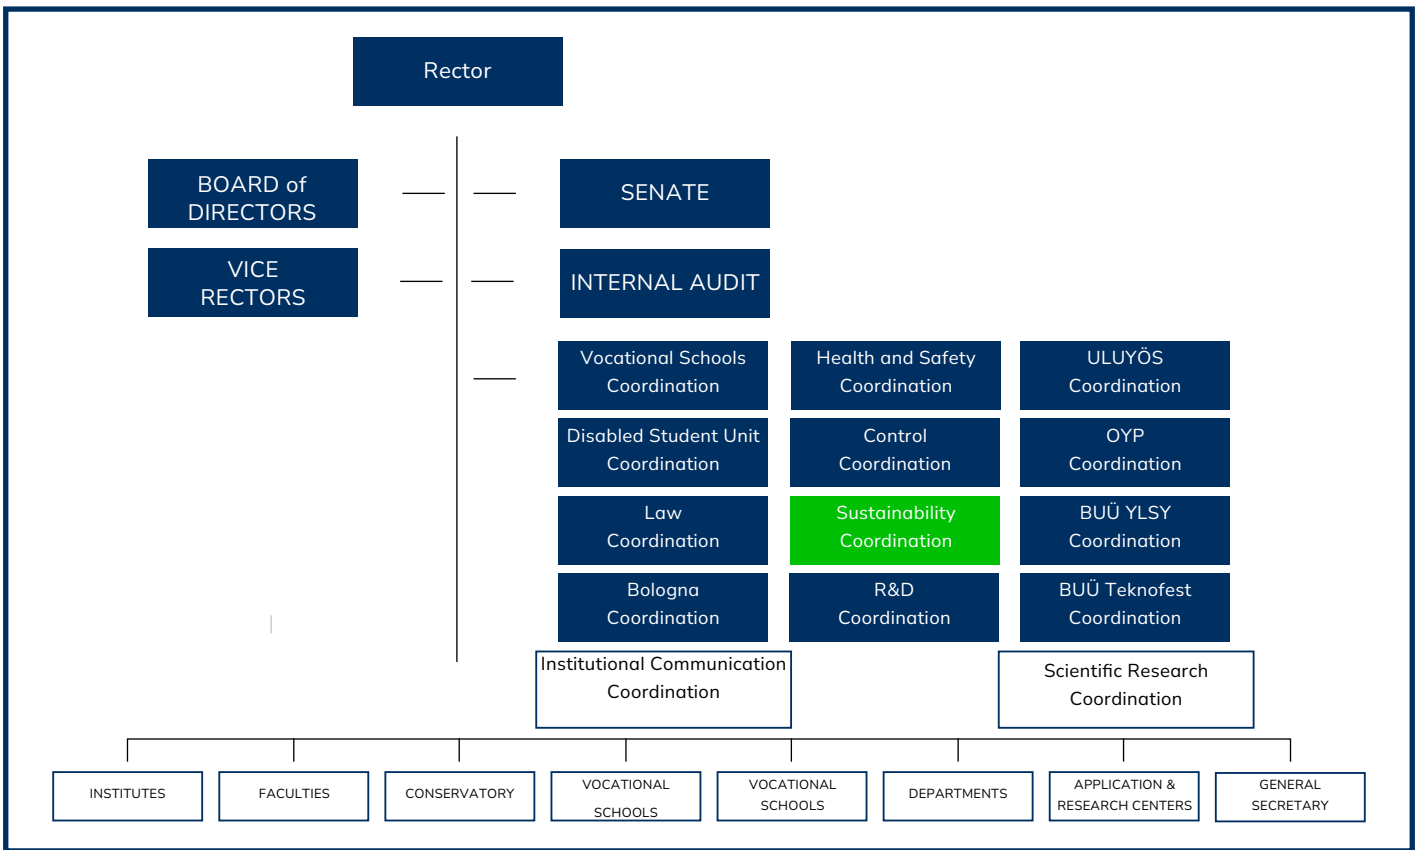 Rector
BOARD of
DIRECTORS
SENATE
VICE
RECTORS
INTERNAL AUDIT
Vocational Schools
Coordination
Health and Safety
Coordination
ULUYÖS
Coordination
Disabled Student Unit
Coordination
Control
Coordination
OYP
Coordination
Law
Coordination
Sustainability
Coordination
BUÜ YLSY
Coordination
Bologna
Coordination
R&D
Coordination
BUÜ Teknofest
Coordination
Institutional Communication
Coordination
Scientific Research
Coordination
INSTITUTES
FACULTIES
CONSERVATORY
VOCATIONAL
SCHOOLS
VOCATIONAL
SCHOOLS
DEPARTMENTS
APPLICATION &
RESEARCH CENTERS
GENERAL
SECRETARY